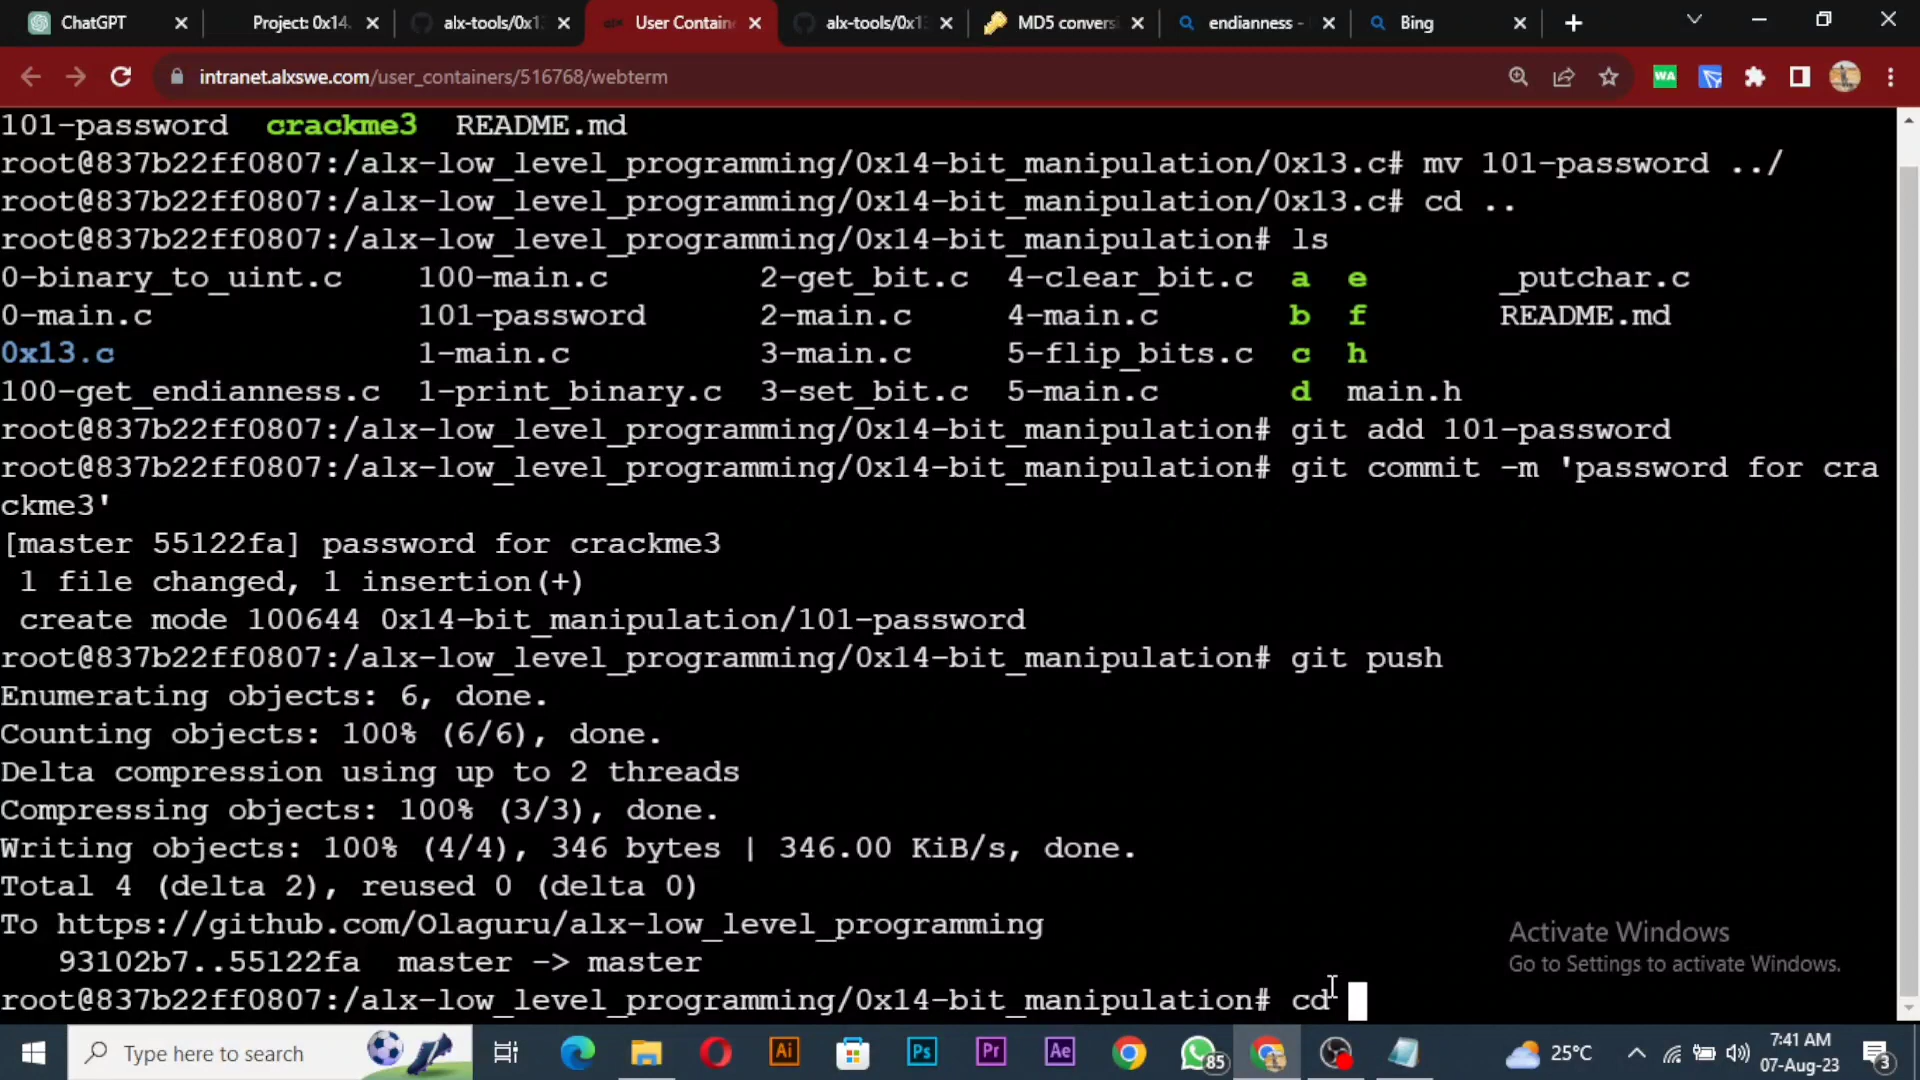 ChatGPT
Project: 0x14.
alx-tools/0x1
User Contain
alx-tools/0x1
MD5 convers
endianness -
Bing
intranet.alxswe.com/user_containers/516768/webterm
WA
101-password crackme3 README.md
root@837b22ff0807:/alx-low_level_programming/0x14-bit_manipulation/0x13.c# mv 101-password ../
root@837b22ff0807:/alx-low_level_programming/0x14-bit_manipulation/0x13.c# cd ..
root@837b22ff0807:/alx-low_level_programming/0x14-bit_manipulation# ls
0-binary_to_uint.c 100-main.c 2-get_bit.c 4-clear_bit.c a e _putchar.c
0-main.c 101-password 2-main.c 4-main.c b f README.md
0x13.c 1-main.c 3-main.c 5-flip_bits.c c h
100-get_endianness.c 1-print_binary.c 3-set_bit.c 5-main.c d main.h
root@837b22ff0807:/alx-low_level_programming/0x14-bit_manipulation# git add 101-password
root@837b22ff0807:/alx-low_level_programming/0x14-bit_manipulation# git commit -m 'password for cra
ckme3'
[master 55122fa] password for crackme3
1 file changed, 1 insertion(+)
create mode 100644 0x14-bit_manipulation/101-password
root@837b22ff0807:/alx-low_level_programming/0x14-bit_manipulation# git push
Enumerating objects: 6, done.
Counting objects: 100% (6/6), done.
Delta compression using up to 2 threads
Compressing objects: 100% (3/3), done.
Writing objects: 100% (4/4), 346 bytes | 346.00 KiB/s, done.
Total 4 (delta 2), reused 0 (delta 0)
To https://github.com/Olaguru/alx-low_level_programming
93102b7..55122fa master -> master
root@837b22ff0807:/alx-low_level_programming/0x14-bit_manipulation# cd
Activate Windows
Go to Settings to activate Windows.
Type here to search
Ai
Ps
Pr
Ae
85
25°C
7:41 AM
07-Aug-23
3